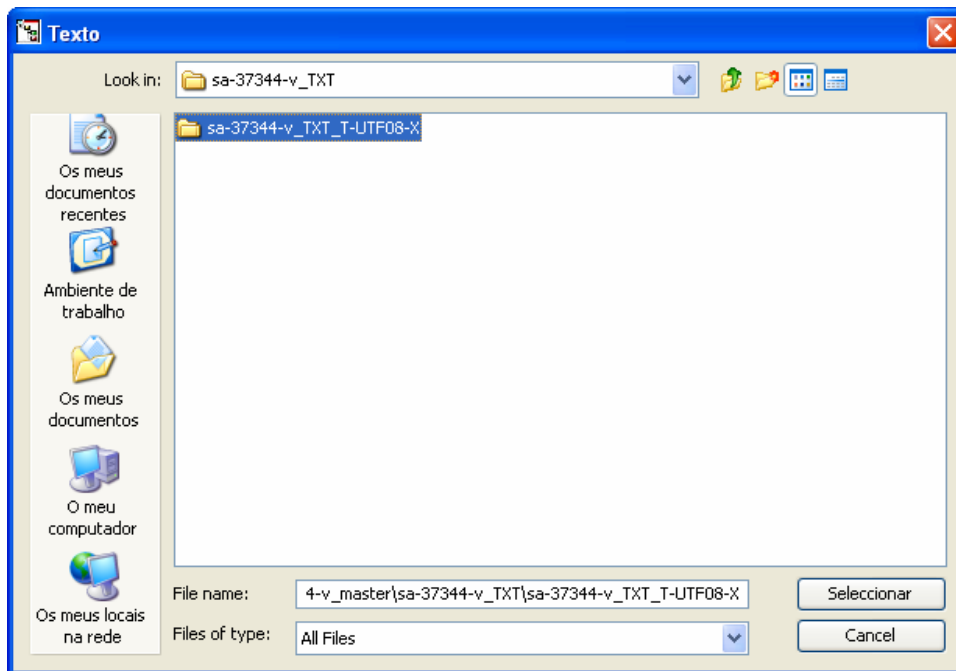 Texto
Look in:
sa-37344-v_TXT
sa-37344-v_TXT_T-UTF08-X
Os meus
documentos
recentes
Ambiente de
trabalho
Os meus
documentos
O meu
computador
Os meus locais
na rede
File name:
4-v_master\sa-37344-v_TXT\sa-37344-v_TXT_T-UTF08-X
Seleccionar
Files of type:
All Files
Cancel